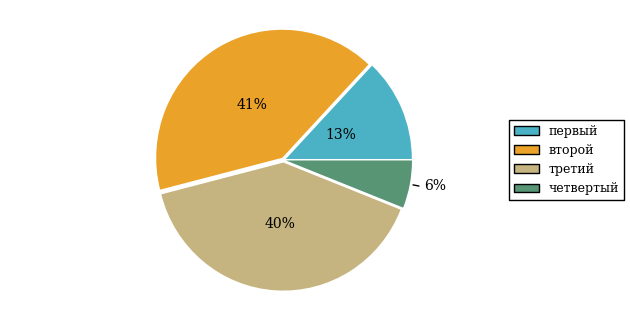 41%
13%
6%
40%
первый
второй
третий
четвертый